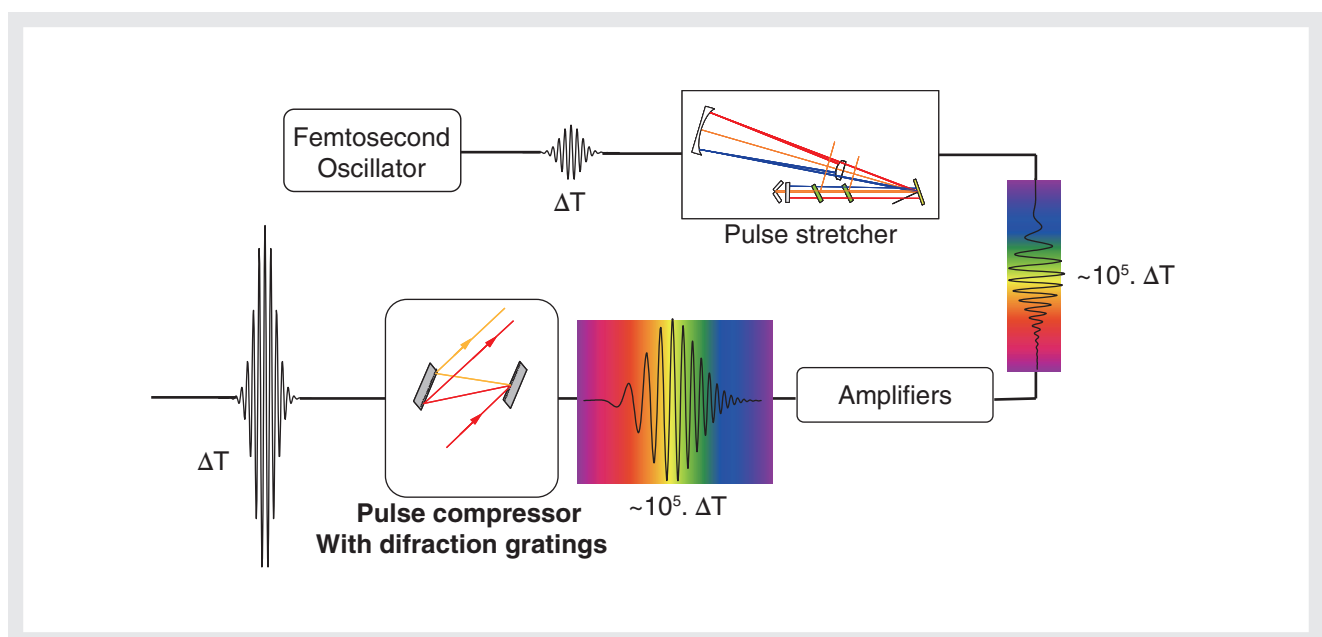 Femtosecond
Oscillator
ΔT
Pulse stretcher
~10⁵. ΔT
Amplifiers
~10⁵. ΔT
Pulse compressor
With difraction gratings
ΔT